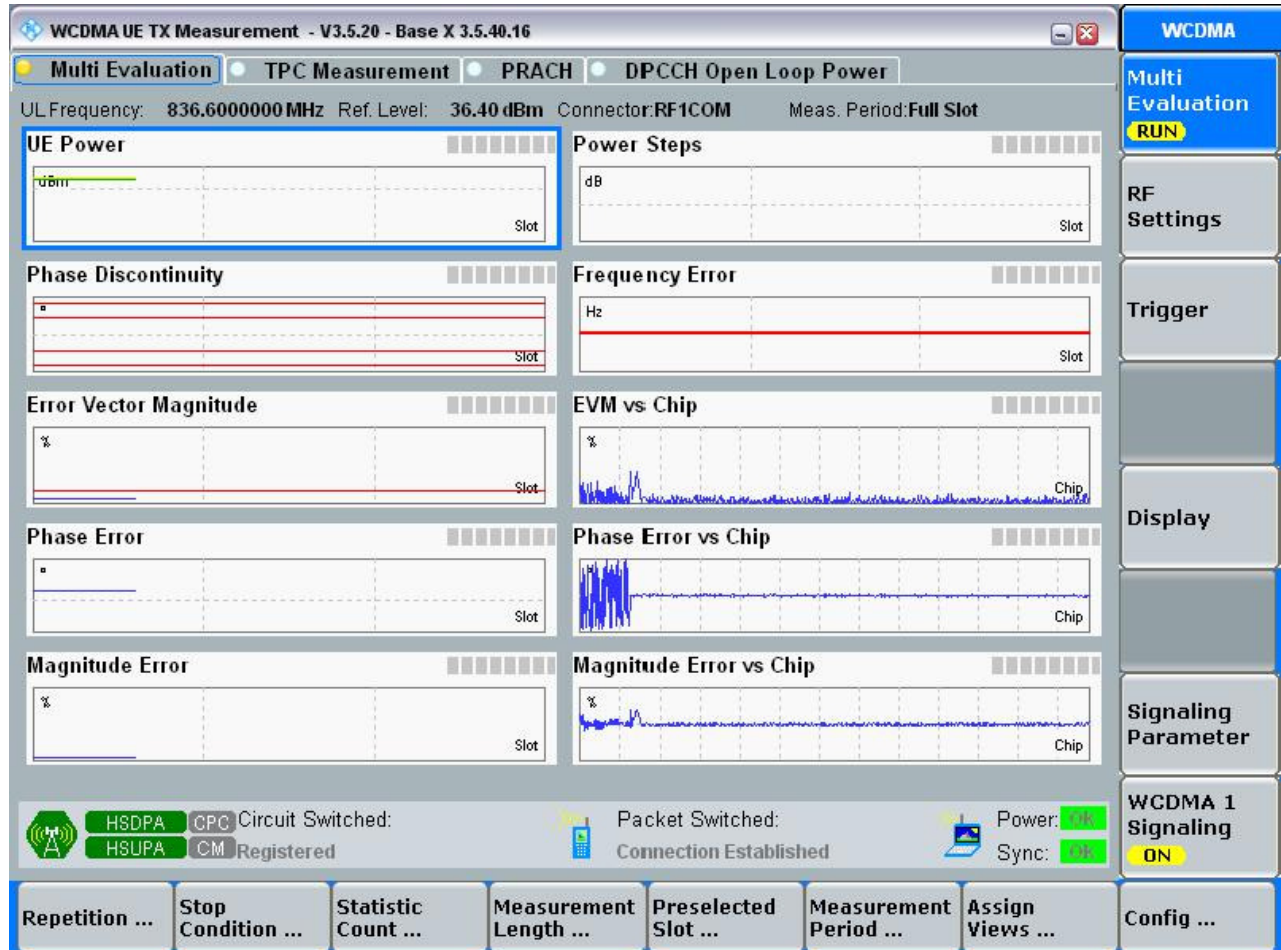 WCDMA UE TX Measurement - V3.5.20 - Base X 3.5.40.16
WCDMA
Multi Evaluation TPC Measurement PRACH DPCCH Open Loop Power
UL Frequency: 836.6000000 MHz Ref. Level: 36.40 dBm Connector:RF1COM Meas. Period:Full Slot
UE Power
dBm
Slot
Power Steps
dB
Slot
Phase Discontinuity
°
Slot
Frequency Error
Hz
Slot
Error Vector Magnitude
%
Slot
EVM vs Chip
%
Chip
Phase Error
°
Slot
Phase Error vs Chip
°
Chip
Magnitude Error
%
Slot
Magnitude Error vs Chip
%
Chip
HSDPA CPC Circuit Switched:
HSUPA CM Registered
Packet Switched:
Connection Established
Power: OK
Sync: OK
Multi
Evaluation
RUN
RF
Settings
Trigger
Display
Signaling
Parameter
WCDMA 1
Signaling
ON
Repetition ...
Stop
Condition ...
Statistic
Count ...
Measurement
Length ...
Preselected
Slot ...
Measurement
Period ...
Assign
Views ...
Config ...